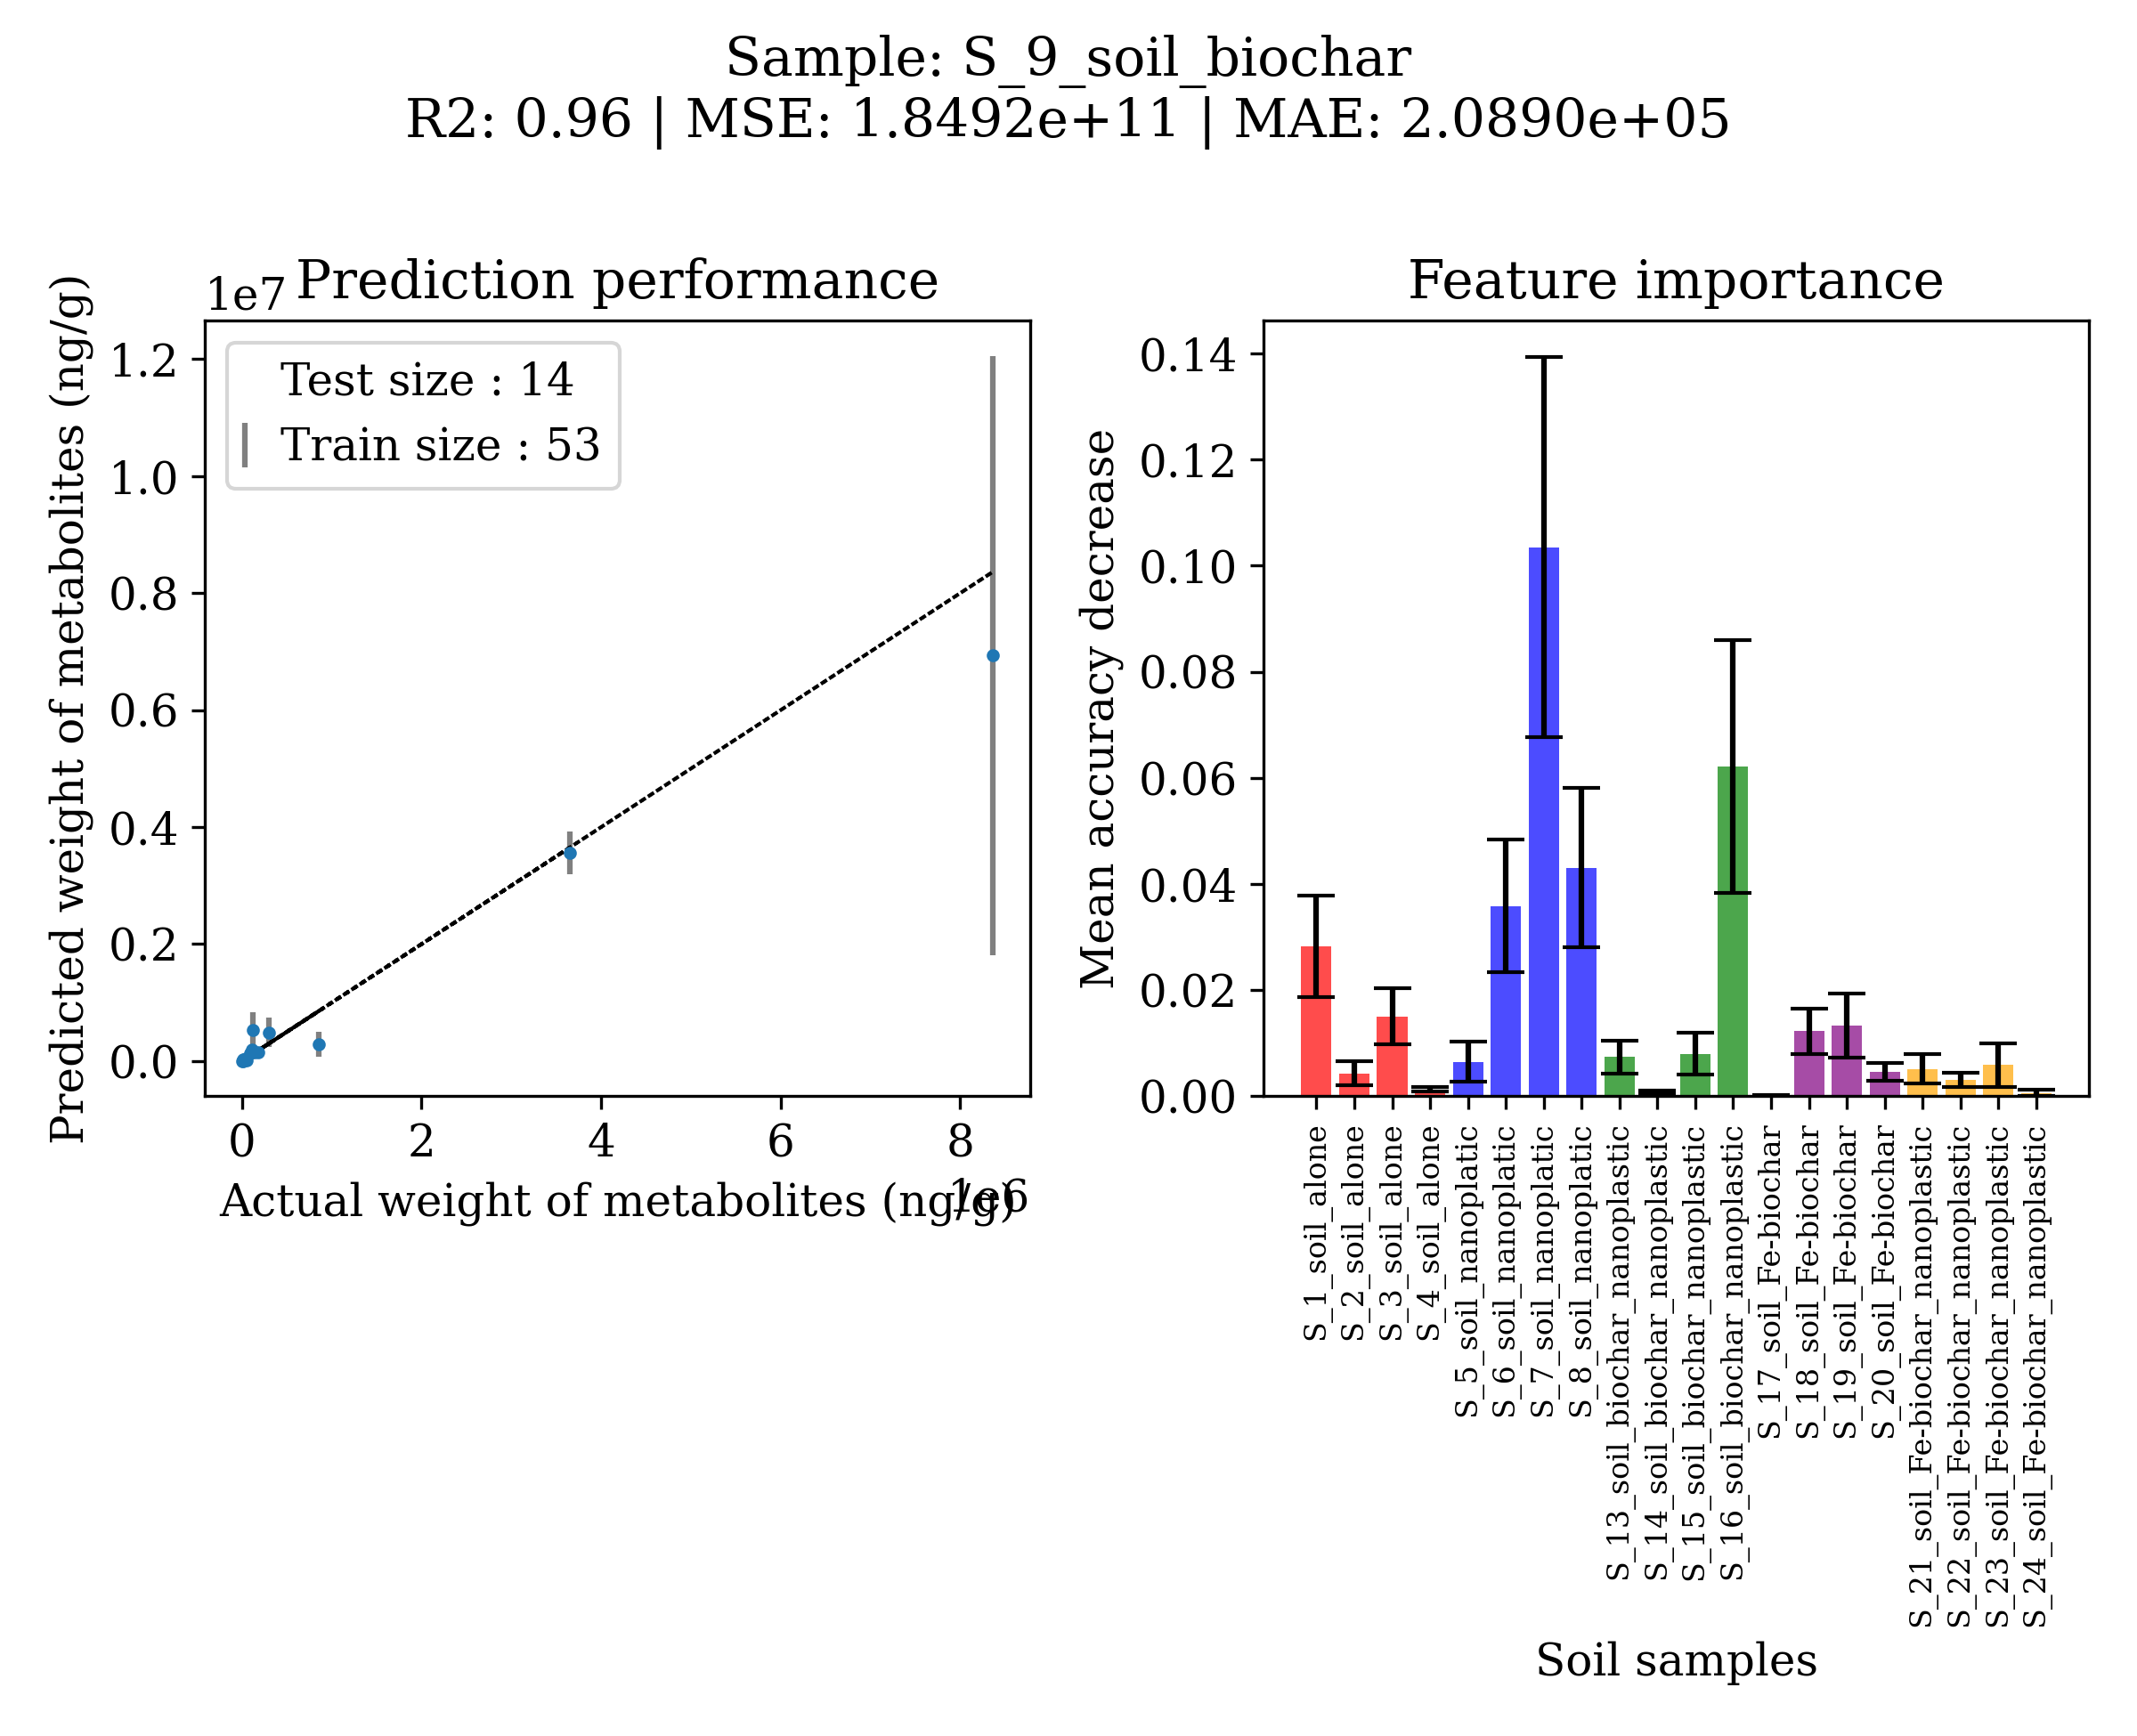 Sample: S_9_soil_biochar
R2: 0.96 | MSE: 1.8492e+11 | MAE: 2.0890e+05
Prediction performance
1e7
Predicted weight of metabolites (ng/g)
1.2
1.0
0.8
0.6
0.4
0.2
0.0
Test size : 14
Train size : 53
0 2 4 6 8
1e6
Actual weight of metabolites (ng/g)
Feature importance
Mean accuracy decrease
0.14
0.12
0.10
0.08
0.06
0.04
0.02
0.00
S_1_soil_alone
S_2_soil_alone
S_3_soil_alone
S_4_soil_alone
S_5_soil_nanoplatic
S_6_soil_nanoplatic
S_7_soil_nanoplatic
S_8_soil_nanoplatic
S_13_soil_biochar_nanoplastic
S_14_soil_biochar_nanoplastic
S_15_soil_biochar_nanoplastic
S_16_soil_biochar_nanoplastic
S_17_soil_Fe-biochar
S_18_soil_Fe-biochar
S_19_soil_Fe-biochar
S_20_soil_Fe-biochar
S_21_soil_Fe-biochar_nanoplastic
S_22_soil_Fe-biochar_nanoplastic
S_23_soil_Fe-biochar_nanoplastic
S_24_soil_Fe-biochar_nanoplastic
Soil samples